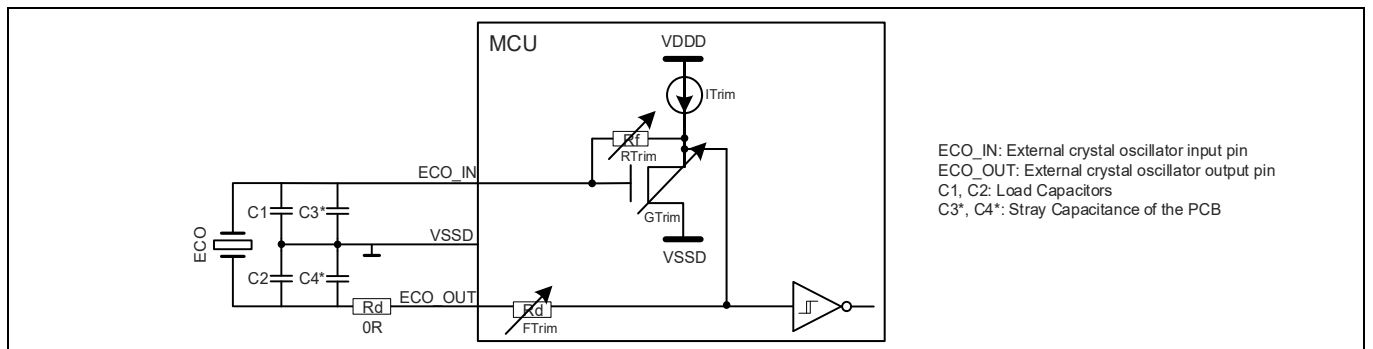 MCU
VDDD
ITrim
Rf
RTrim
ECO_IN
GTrim
C1
C3*
VSSD
VSSD
ECO
C2
C4*
Rd
0R
ECO_OUT
Rd
FTrim
ECO_IN: External crystal oscillator input pin
ECO_OUT: External crystal oscillator output pin
C1, C2: Load Capacitors
C3*, C4*: Stray Capacitance of the PCB